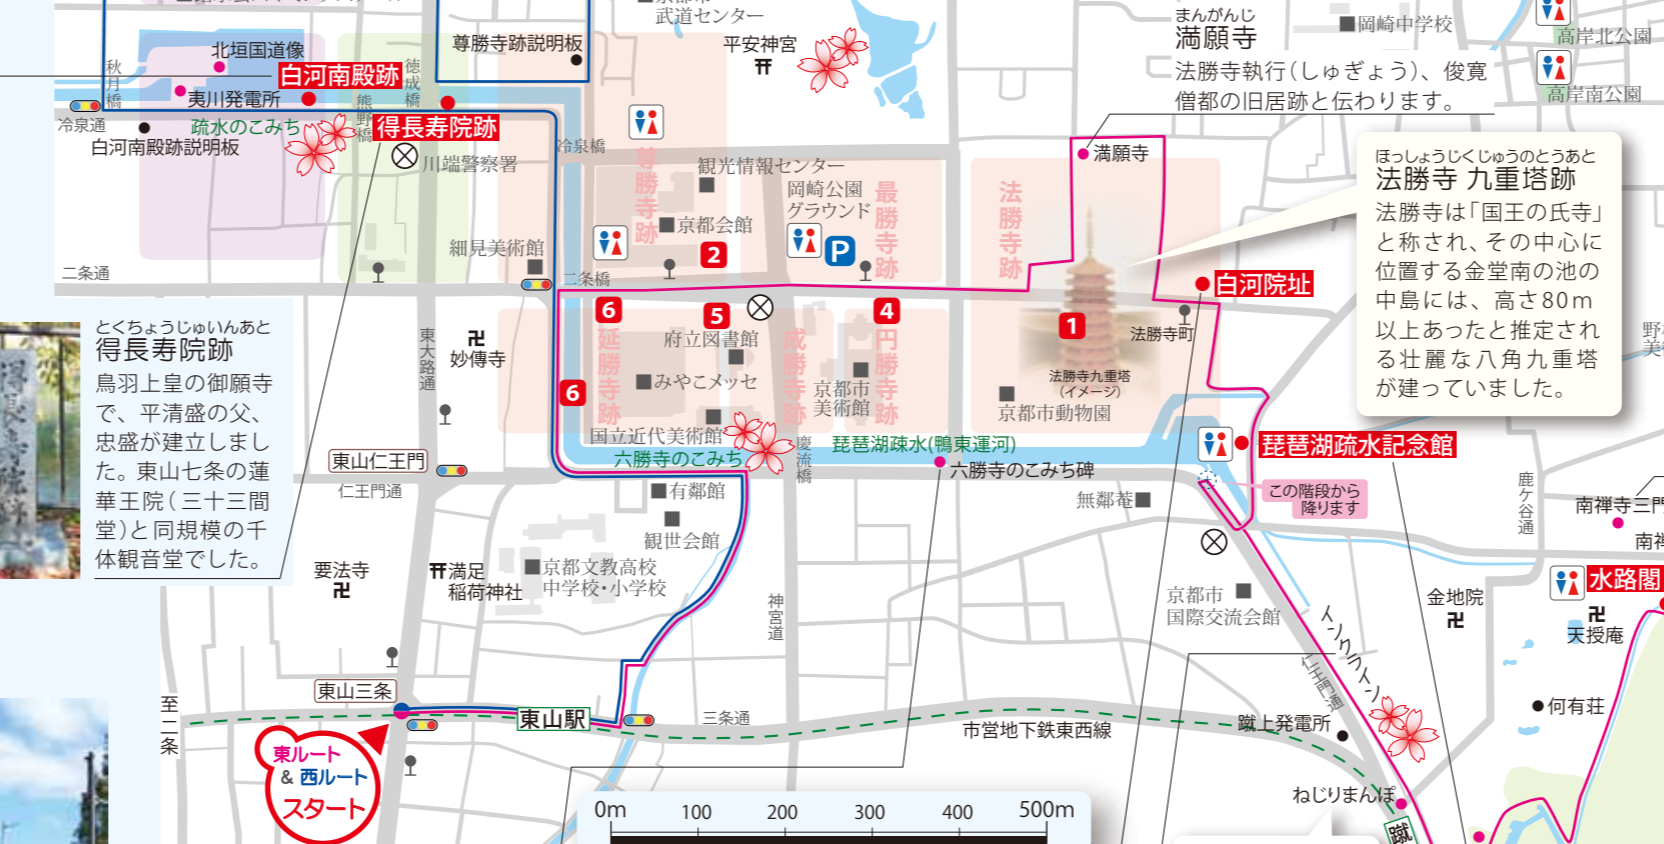 武道センター
平安神宮
まんがんじ
満願寺
法勝寺執行(しゅぎょう)、俊寛
僧都の旧居跡と伝わります。
岡崎中学校
高岸北公園
高岸南公園
北垣国道像
尊勝寺跡説明板
秋月橋
徳成橋
熊野橋
白河南殿跡
夷川発電所
冷泉通
疏水のこみち
白河南殿跡説明板
得長寿院跡
川端警察署
冷泉橋
尊勝寺跡
観光情報センター
岡崎公園
グラウンド
P
京都会館
2
最勝寺跡
法勝寺跡
満願寺
ほっしょうじくじゅうのとうあと
法勝寺 九重塔跡
法勝寺は「国王の氏寺」
と称され、その中心に
位置する金堂南の池の
中島には、高さ80m
以上あったと推定され
る壮麗な八角九重塔
が建っていました。
細見美術館
二条通
二条橋
白河院址
とくちょうじゅいんあと
得長寿院跡
鳥羽上皇の御願寺
で、平清盛の父、
忠盛が建立しまし
た。東山七条の蓮
華王院(三十三間
堂)と同規模の千
体観音堂でした。
東大路通
妙傳寺
6
延勝寺跡
5
府立図書館
みやこメッセ
成勝寺跡
4
円勝寺跡
京都市
美術館
1
法勝寺町
法勝寺九重塔
(イメージ)
京都市動物園
6
国立近代美術館
六勝寺のこみち
慶流橋
琵琶湖疎水(鴨東運河)
六勝寺のこみち碑
琵琶湖疏水記念館
東山仁王門
仁王門通
有鄰館
観世会館
無鄰菴
この階段から
降ります
鹿ケ谷通
南禅寺三門
南禅
要法寺
満足
稲荷神社
京都文教高校
中学校・小学校
神宮道
京都市
国際交流会館
金地院
水路閣
天授庵
インクライン
仁王門通
何有荘
東山三条
至二条
東山駅
三条通
市営地下鉄東西線
蹴上発電所
ねじりまんぽ
蹴
東ルート
& 西ルート
スタート
0m 100 200 300 400 500m